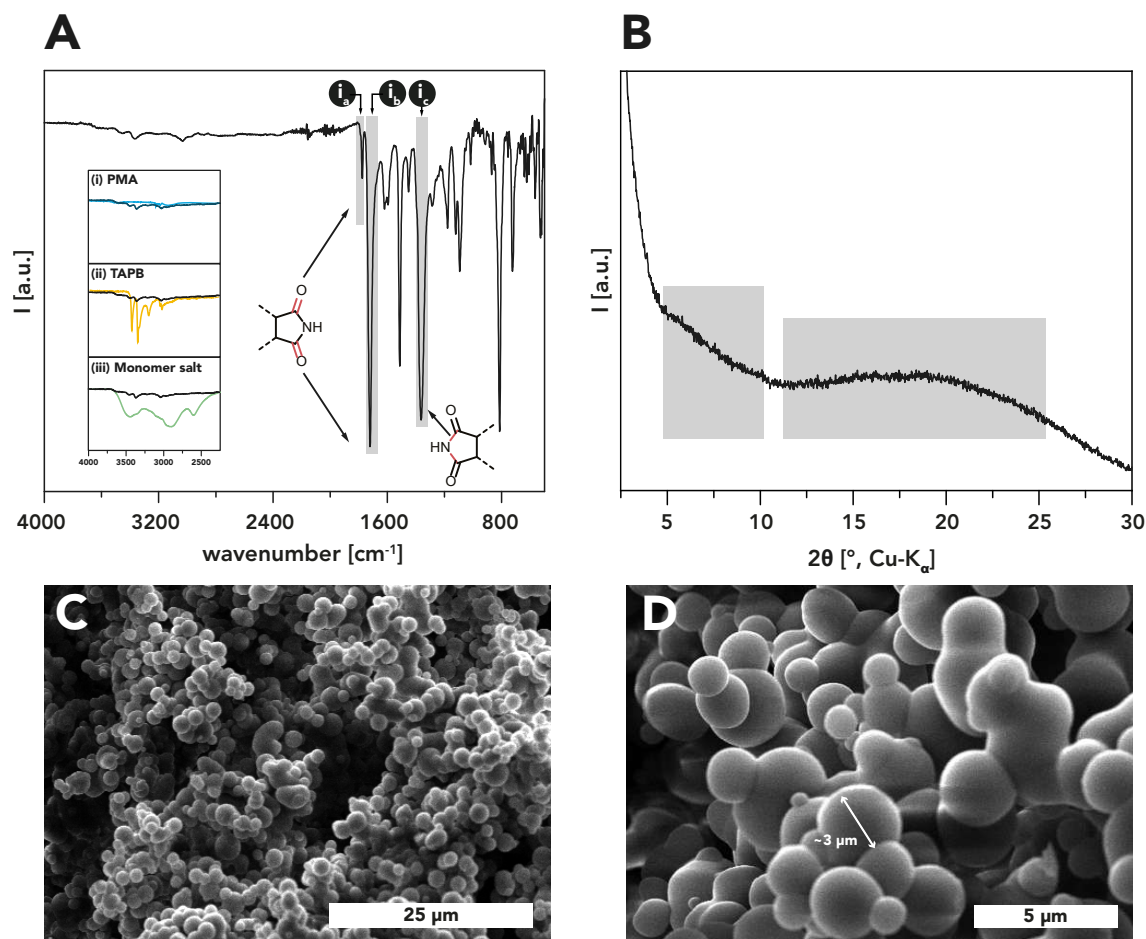 A
B
i a
i b
i c
(i) PMA
(ii) TAPB
(iii) Monomer salt
4000 3500 3000 2500
O
NH
O
O
HN
O
I [a.u.]
4000 3200 2400 1600 800
wavenumber [cm-1]
I [a.u.]
5 10 15 20 25 30
2θ [°, Cu-Kα]
C
25 µm
D
~3 µm
5 µm